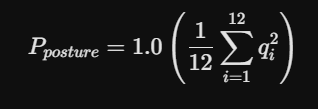 P_{posture} = 1.0 \left( \frac{1}{12} \sum_{i=1}^{12} q_i^2 \right)